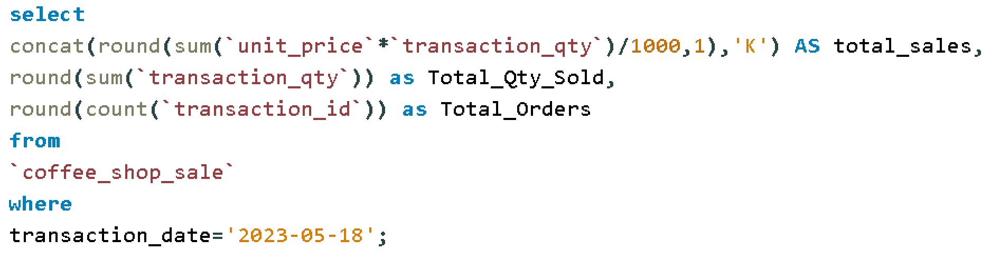 select
concat(round(sum(`unit_price`*`transaction_qty`)/1000,1),'K') AS total_sales,
round(sum(`transaction_qty`)) as Total_Qty_Sold,
round(count(`transaction_id`)) as Total_Orders
from
`coffee_shop_sale`
where
transaction_date='2023-05-18';